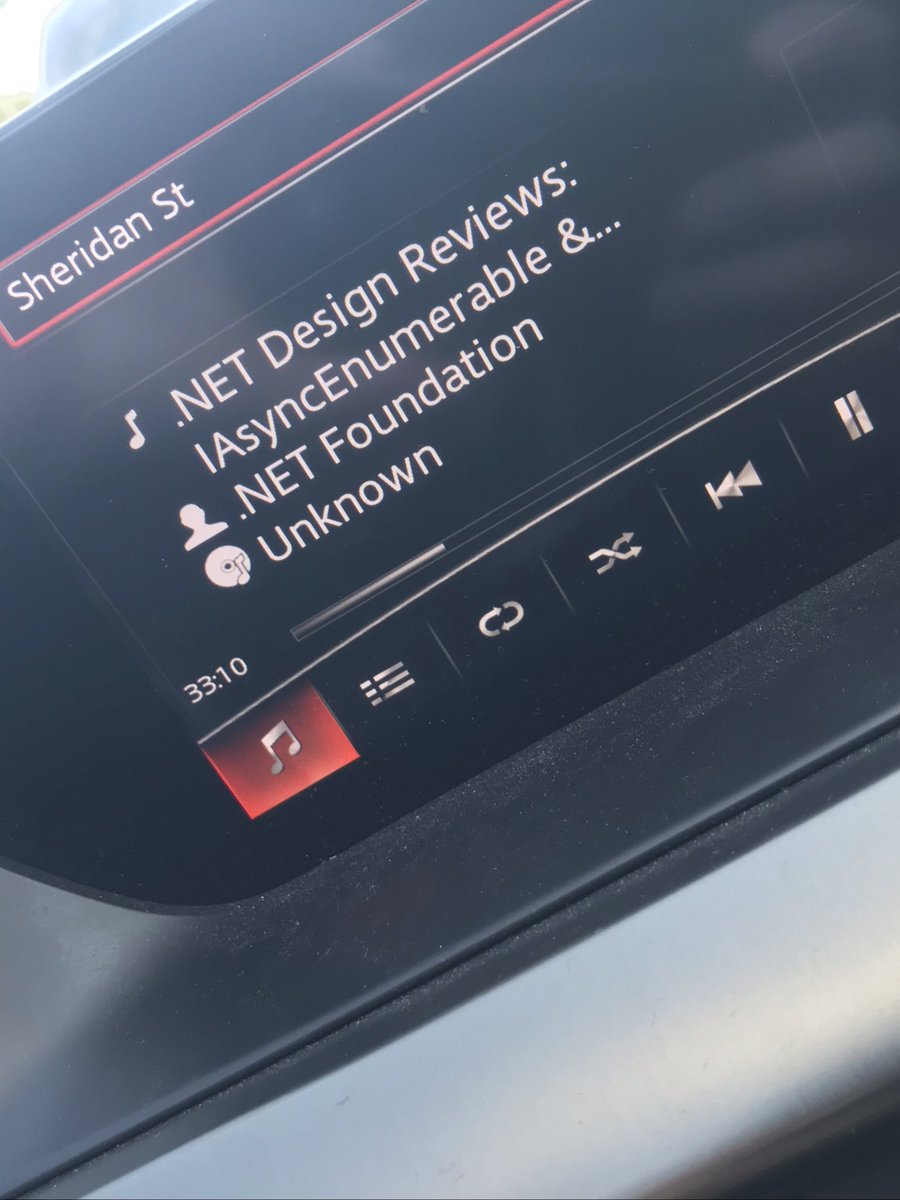 Sheridan St
.NET Design Reviews:
IAsyncEnumerable &...
.NET Foundation
Unknown
33:10